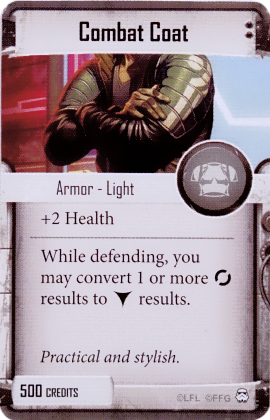 Combat Coat
Armor - Light
+2 Health
While defending, you
may convert 1 or more
results to results.
Practical and stylish.
500 CREDITS
©LFL ©FFG